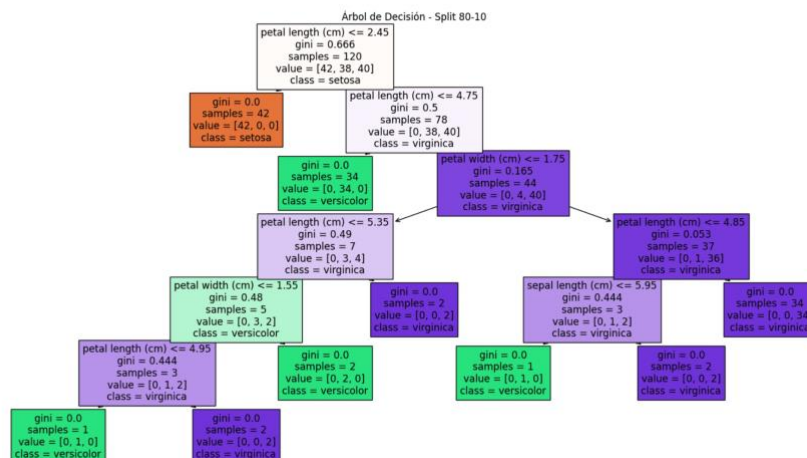 Árbol de Decisión - Split 80-10
petal length (cm) <= 2.45
gini = 0.666
samples = 120
value = [42, 38, 40]
class = setosa
gini = 0.0
samples = 42
value = [42, 0, 0]
class = setosa
petal length (cm) <= 4.75
gini = 0.5
samples = 78
value = [0, 38, 40]
class = virginica
gini = 0.0
samples = 34
value = [0, 34, 0]
class = versicolor
petal width (cm) <= 1.75
gini = 0.165
samples = 44
value = [0, 4, 40]
class = virginica
petal length (cm) <= 5.35
gini = 0.49
samples = 7
value = [0, 3, 4]
class = virginica
petal length (cm) <= 4.85
gini = 0.053
samples = 37
value = [0, 1, 36]
class = virginica
petal width (cm) <= 1.55
gini = 0.48
samples = 5
value = [0, 3, 2]
class = versicolor
gini = 0.0
samples = 2
value = [0, 0, 2]
class = virginica
sepal length (cm) <= 5.95
gini = 0.444
samples = 3
value = [0, 1, 2]
class = virginica
gini = 0.0
samples = 34
value = [0, 0, 34]
class = virginica
petal length (cm) <= 4.95
gini = 0.444
samples = 3
value = [0, 1, 2]
class = virginica
gini = 0.0
samples = 2
value = [0, 2, 0]
class = versicolor
gini = 0.0
samples = 1
value = [0, 1, 0]
class = versicolor
gini = 0.0
samples = 2
value = [0, 0, 2]
class = virginica
gini = 0.0
samples = 1
value = [0, 1, 0]
class = versicolor
gini = 0.0
samples = 2
value = [0, 0, 2]
class = virginica